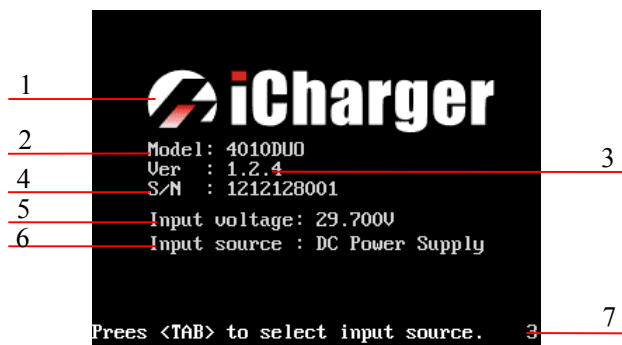 1 iCharger
2 Model: 4010DUO
Ver : 1.2.4 3
4 S/N : 1212128001
5 Input voltage: 29.700V
6 Input source : DC Power Supply
Prees <TAB> to select input source. 3 7